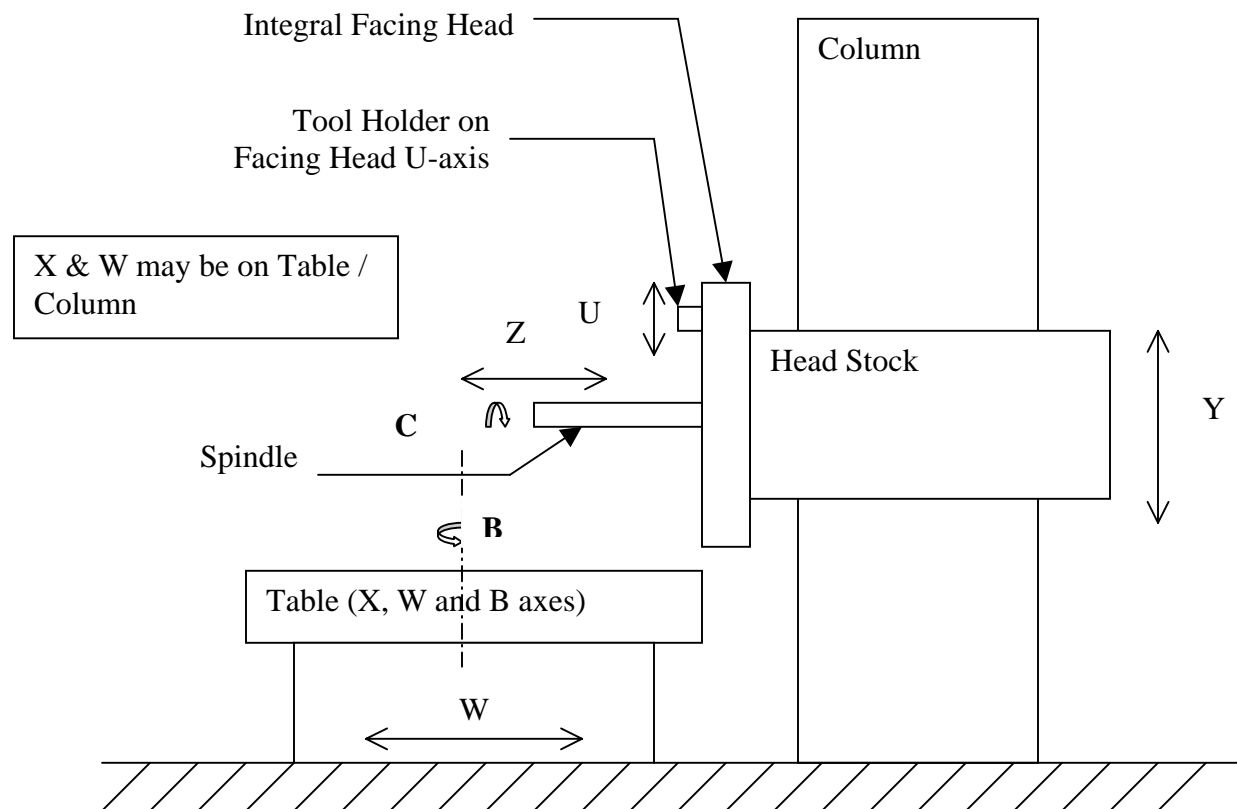 Integral Facing Head
Column
Tool Holder on
Facing Head U-axis
X & W may be on Table /
Column
U
Z
Head Stock
Y
C
Spindle
B
Table (X, W and B axes)
W